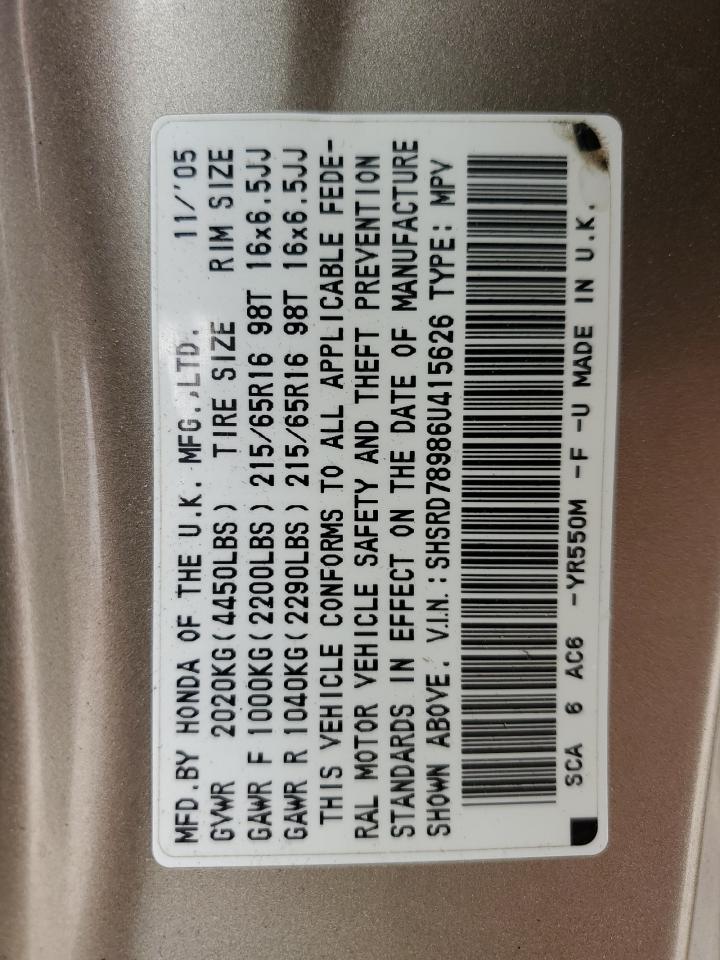 MFD.BY HONDA OF THE U.K. MFG.,LTD. 11/'05
GVWR 2020KG(4450LBS) TIRE SIZE RIM SIZE
GAWR F 1000KG(2200LBS) 215/65R16 98T 16x6.5JJ
GAWR R 1040KG(2290LBS) 215/65R16 98T 16x6.5JJ
THIS VEHICLE CONFORMS TO ALL APPLICABLE FEDE-
RAL MOTOR VEHICLE SAFETY AND THEFT PREVENTION
STANDARDS IN EFFECT ON THE DATE OF MANUFACTURE
SHOWN ABOVE. V.I.N.:SHSRD78986U415626 TYPE: MPV
SCA 6 AC6 -YR550M -F -U MADE IN U.K.